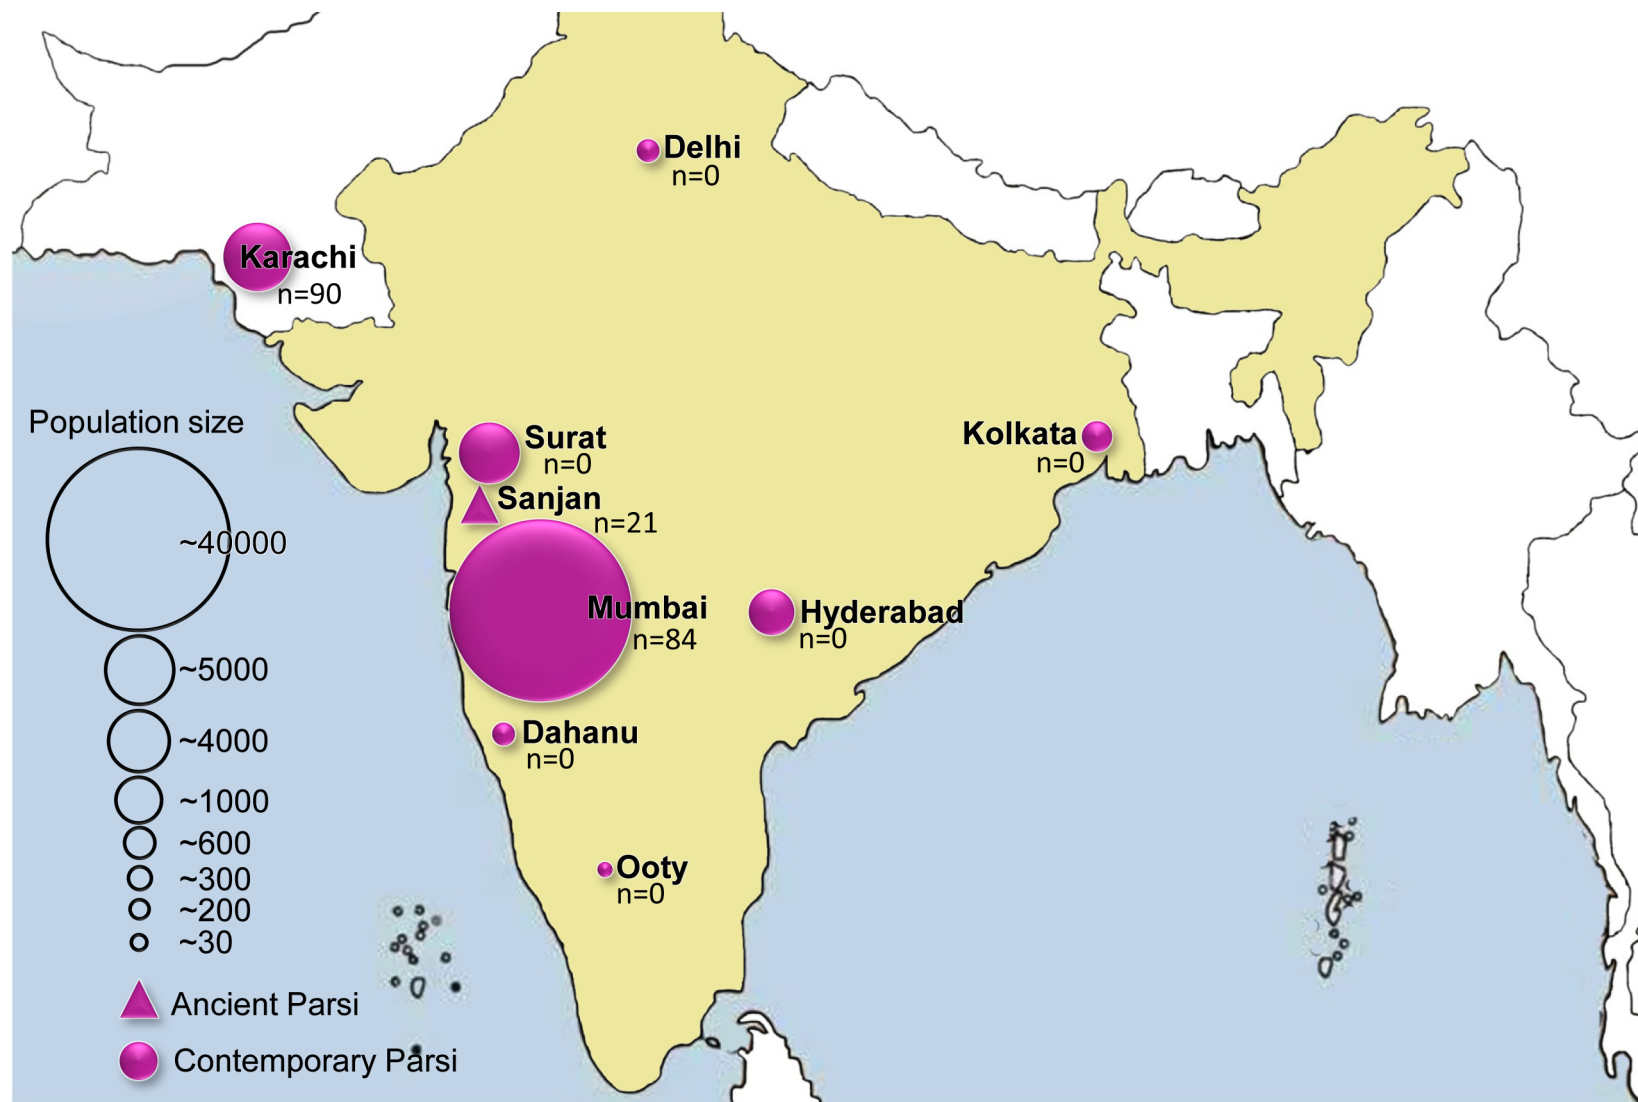 Delhi
n=0
Karachi
n=90
Surat
n=0
Sanjan
n=21
Kolkata
n=0
Mumbai
n=84
Hyderabad
n=0
Dahanu
n=0
Ooty
n=0
Population size
~40000
~5000
~4000
~1000
~600
~300
~200
~30
Ancient Parsi
Contemporary Parsi